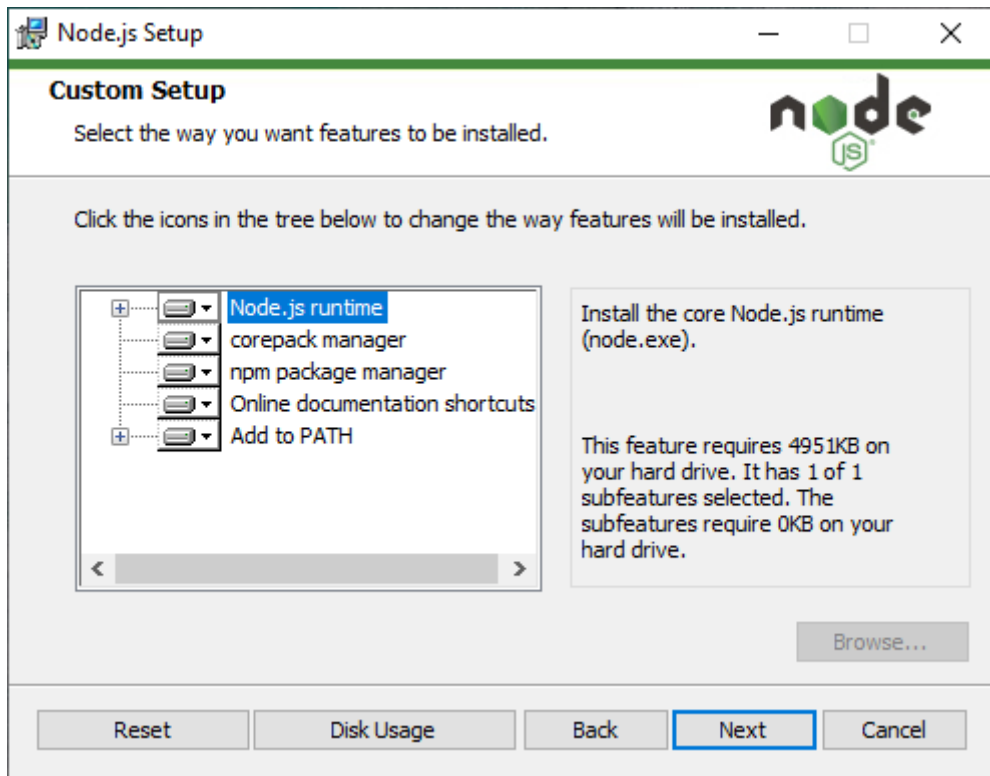 Node.js Setup
Custom Setup
Select the way you want features to be installed.
node
JS
Click the icons in the tree below to change the way features will be installed.
Node.js runtime
corepack manager
npm package manager
Online documentation shortcuts
Add to PATH
Install the core Node.js runtime
(node.exe).
This feature requires 4951KB on
your hard drive. It has 1 of 1
subfeatures selected. The
subfeatures require 0KB on your
hard drive.
Browse...
Reset
Disk Usage
Back
Next
Cancel